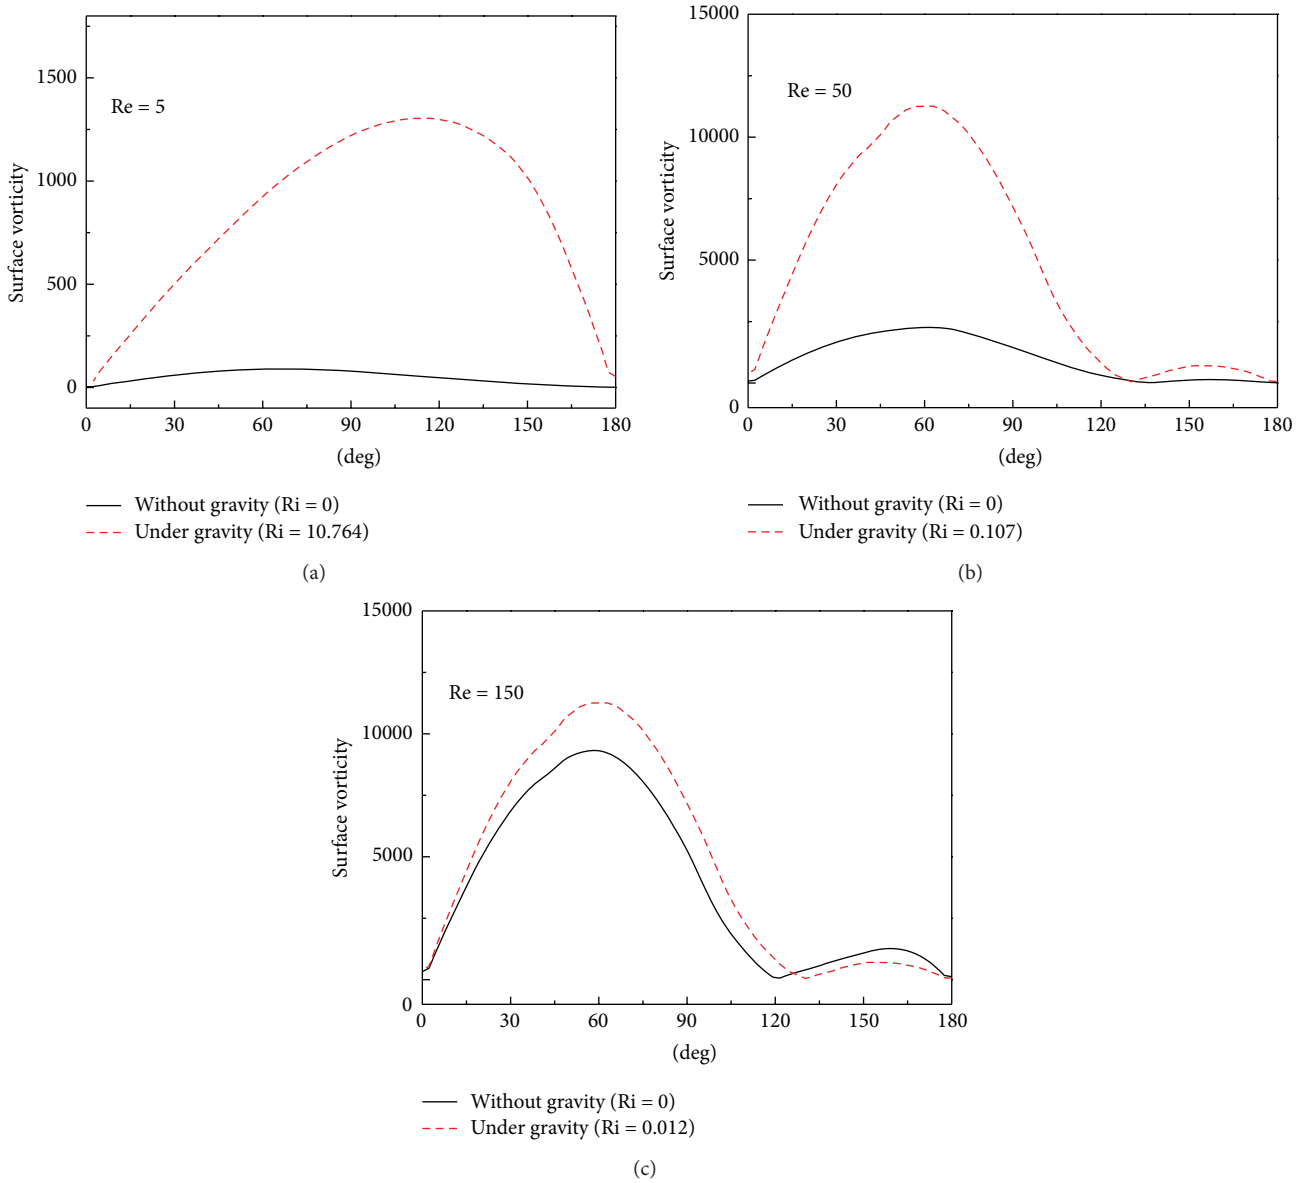 1500
1000
500
0
Surface vorticity
Re = 5
0 30 60 90 120 150 180
(deg)
Without gravity (Ri = 0)
Under gravity (Ri = 10.764)
(a)
15000
10000
5000
0
Surface vorticity
Re = 50
0 30 60 90 120 150 180
(deg)
Without gravity (Ri = 0)
Under gravity (Ri = 0.107)
(b)
15000
10000
5000
0
Surface vorticity
Re = 150
0 30 60 90 120 150 180
(deg)
Without gravity (Ri = 0)
Under gravity (Ri = 0.012)
(c)